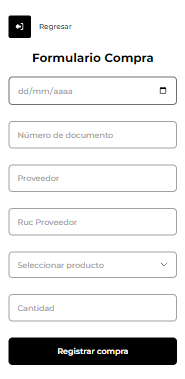 Regresar
Formulario Compra
dd/mm/aaaa
Número de documento
Proveedor
Ruc Proveedor
Seleccionar producto
Cantidad
Registrar compra